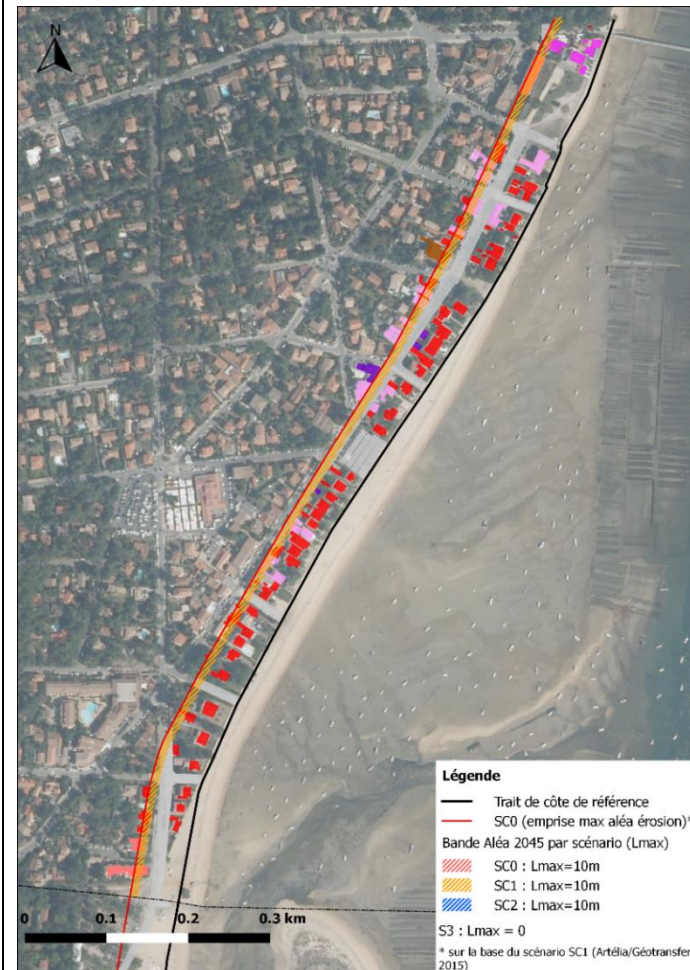 N
0 0.1 0.2 0.3 km
Légende
Trait de côte de référence
SC0 (emprise max aléa érosion)*
Bande Aléa 2045 par scénario (Lmax)
SC0 : Lmax=10m
SC1 : Lmax=10m
SC2 : Lmax=10m
S3 : Lmax = 0
* sur la base du scénario SC1 (Artélia/Géotransfer
2015)